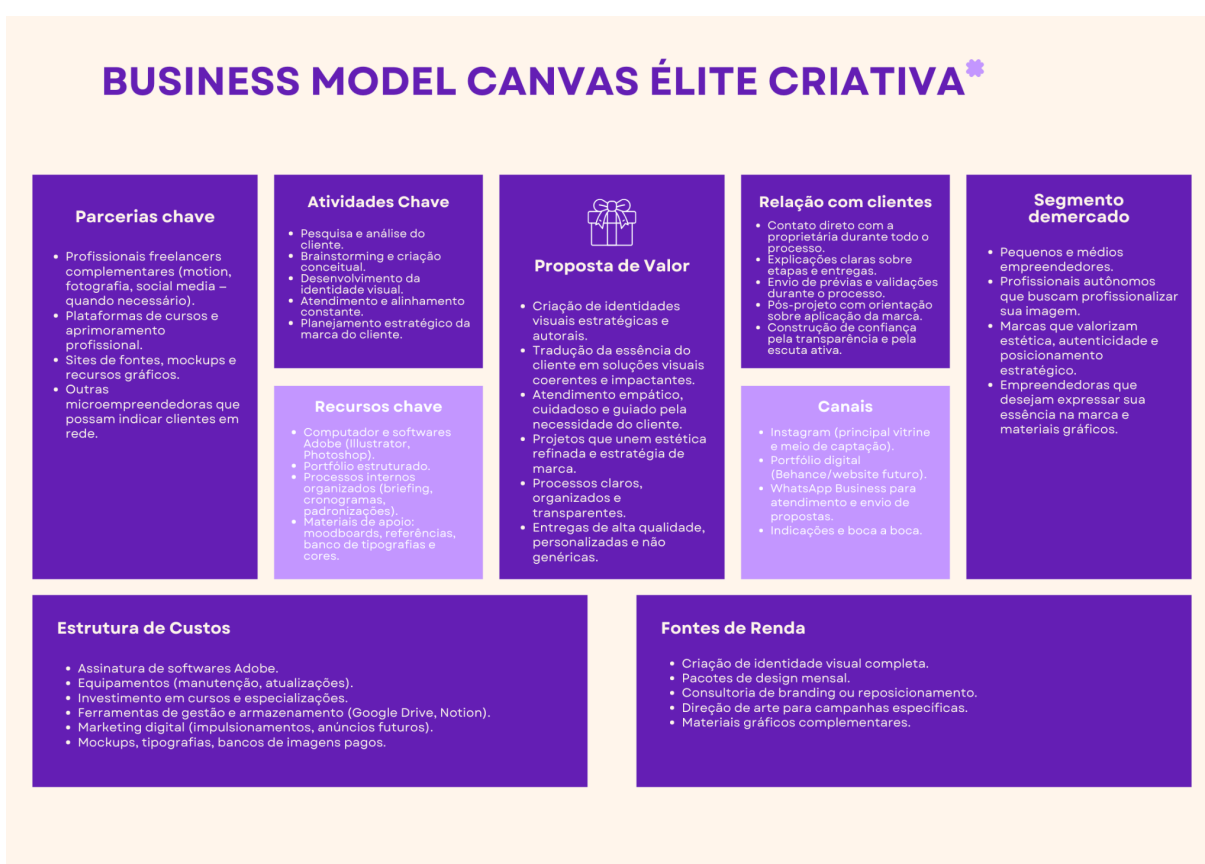 BUSINESS MODEL CANVAS ÉLITE CRIATIVA
Parcerias chave
• Profissionais freelancers
complementares (motion,
fotografia, social media –
quando necessário).
• Plataformas de cursos e
aprimoramento
profissional.
• Sites de fontes, mockups e
recursos gráficos.
• Outras
microempreendedoras que
possam indicar clientes em
rede.
Atividades Chave
• Pesquisa e análise do
cliente.
• Brainstorming e criação
conceitual.
• Desenvolvimento da
identidade visual.
• Atendimento e alinhamento
constante.
• Planejamento estratégico da
marca do cliente.
Recursos chave
• Computador e softwares
Adobe (Illustrator,
Photoshop).
• Portfólio estruturado.
• Processos internos
organizados (briefing,
cronogramas,
padronizações).
• Materiais de apoio:
moodboards, referências,
banco de tipografias e
cores.
Proposta de Valor
• Criação de identidades
visuais estratégicas e
autorais.
• Tradução da essência do
cliente em soluções visuais
coerentes e impactantes.
• Atendimento empático,
cuidadoso e guiado pela
necessidade do cliente.
• Projetos que unem estética
refinada e estratégia de
marca.
• Processos claros,
organizados e
transparentes.
• Entregas de alta qualidade,
personalizadas e não
genéricas.
Relação com clientes
• Contato direto com a
proprietária durante todo o
processo.
• Explicações claras sobre
etapas e entregas.
• Envio de prévias e validações
durante o processo.
• Pós-projeto com orientação
sobre aplicação da marca.
• Construção de confiança
pela transparência e pela
escuta ativa.
Canais
• Instagram (principal vitrine
e meio de captação).
• Portfólio digital
(Behance/website futuro).
• WhatsApp Business para
atendimento e envio de
propostas.
• Indicações e boca a boca.
Segmento
demercado
• Pequenos e médios
empreendedores.
• Profissionais autônomos
que buscam profissionalizar
sua imagem.
• Marcas que valorizam
estética, autenticidade e
posicionamento
estratégico.
• Empreendedoras que
desejam expressar sua
essência na marca e
materiais gráficos.
Estrutura de Custos
• Assinatura de softwares Adobe.
• Equipamentos (manutenção, atualizações).
• Investimento em cursos e especializações.
• Ferramentas de gestão e armazenamento (Google Drive, Notion).
• Marketing digital (impulsionamentos, anúncios futuros).
• Mockups, tipografias, bancos de imagens pagos.
Fontes de Renda
• Criação de identidade visual completa.
• Pacotes de design mensal.
• Consultoria de branding ou reposicionamento.
• Direção de arte para campanhas específicas.
• Materiais gráficos complementares.